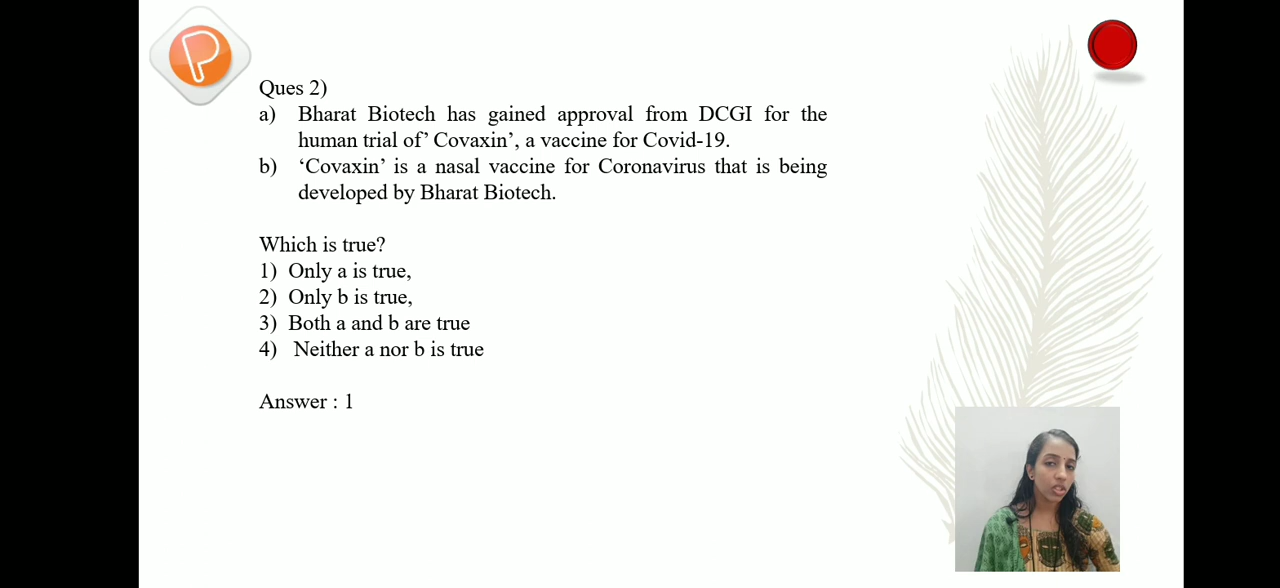 Ques 2)
a) Bharat Biotech has gained approval from DCGI for the
human trial of’ Covaxin’, a vaccine for Covid-19.
b) ‘Covaxin’ is a nasal vaccine for Coronavirus that is being
developed by Bharat Biotech.
Which is true?
1) Only a is true,
2) Only b is true,
3) Both a and b are true
4) Neither a nor b is true
Answer : 1